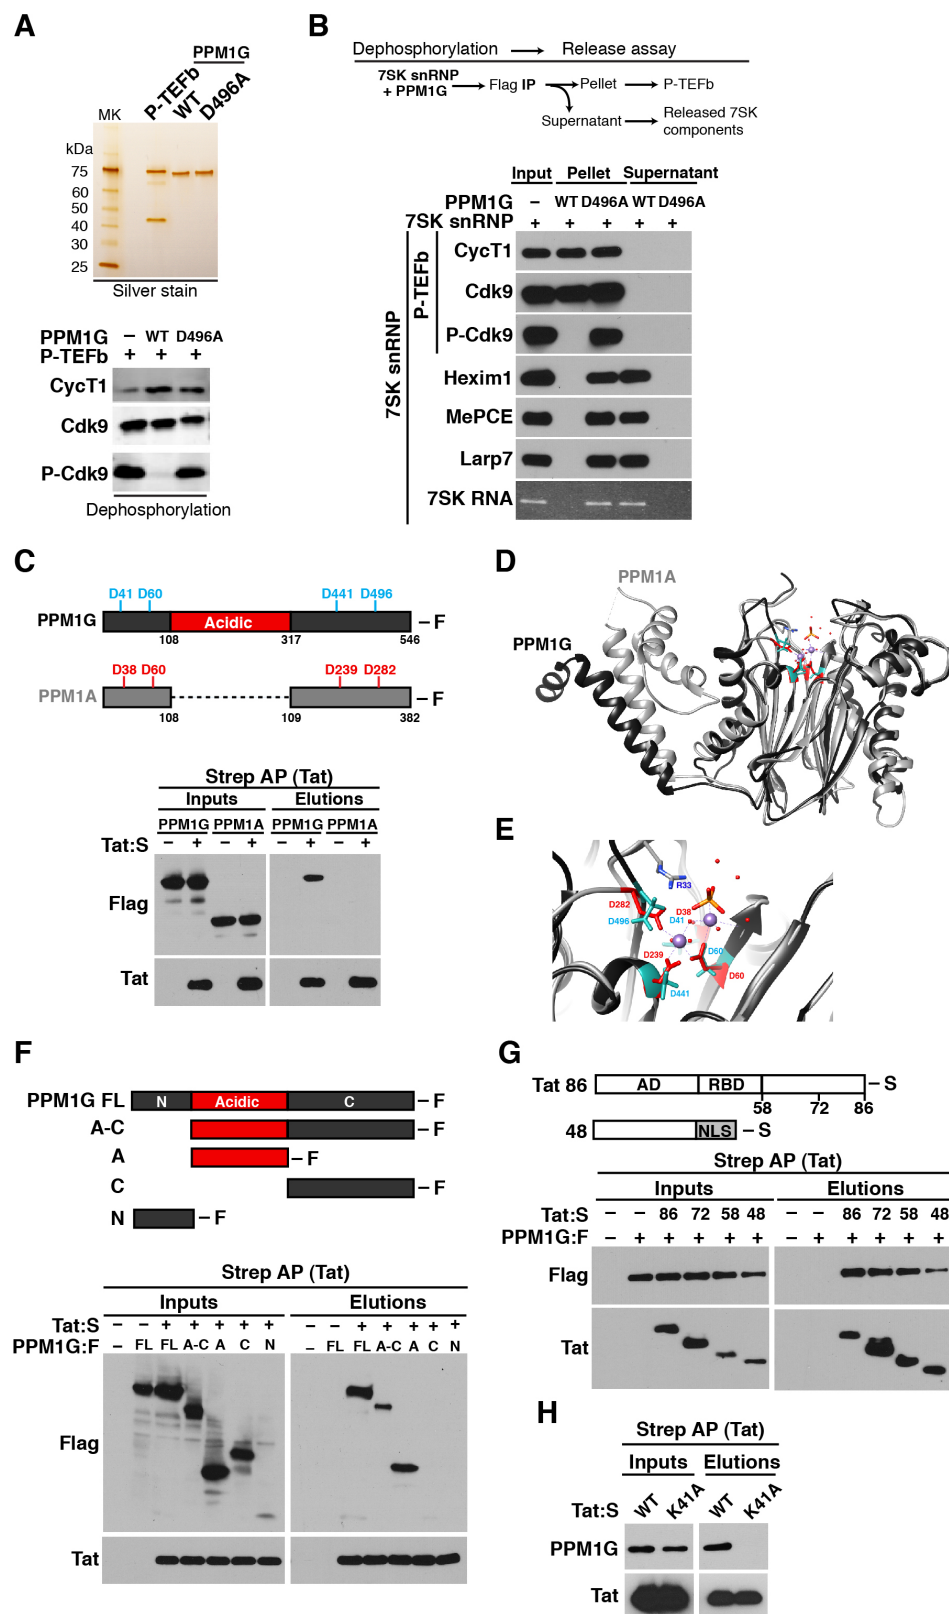 A
PPM1G
P-TEFb
WT
D496A
MK
kDa
75
60
50
40
30
25
Silver stain
PPM1G – WT D496A
P-TEFb + + +
CycT1
Cdk9
P-Cdk9
Dephosphorylation
B
Dephosphorylation Release assay
7SK snRNP
+ PPM1G
Flag IP Pellet P-TEFb
Supernatant Released 7SK
components
Input Pellet Supernatant
PPM1G – WT D496A WT D496A
7SK snRNP + + + + +
7SK snRNP
P-TEFb
CycT1
Cdk9
P-Cdk9
Hexim1
MePCE
Larp7
7SK RNA
C
D41 D60 D441 D496
PPM1G Acidic – F
108 317 546
D38 D60 D239 D282
PPM1A – F
108 109 382
Strep AP (Tat)
Inputs Elutions
PPM1G PPM1A PPM1G PPM1A
Tat:S – + – + – + – +
Flag
Tat
D
PPM1A
PPM1G
E
R33
D282
D496
D38
D41
D239
D60
D60
D441
F
PPM1G FL N Acidic C – F
A-C – F
A – F
C – F
N – F
Strep AP (Tat)
Inputs Elutions
Tat:S – – + + + + + – – + + + + +
PPM1G:F – FL FL A-C A C N – FL FL A-C A C N
Flag
Tat
G
Tat 86 AD RBD – S
58 72 86
48 NLS – S
Strep AP (Tat)
Inputs Elutions
Tat:S – – 86 72 58 48 – – 86 72 58 48
PPM1G:F – + + + + + – + + + + +
Flag
Tat
H
Strep AP (Tat)
Inputs Elutions
Tat:S WT K41A WT K41A
PPM1G
Tat